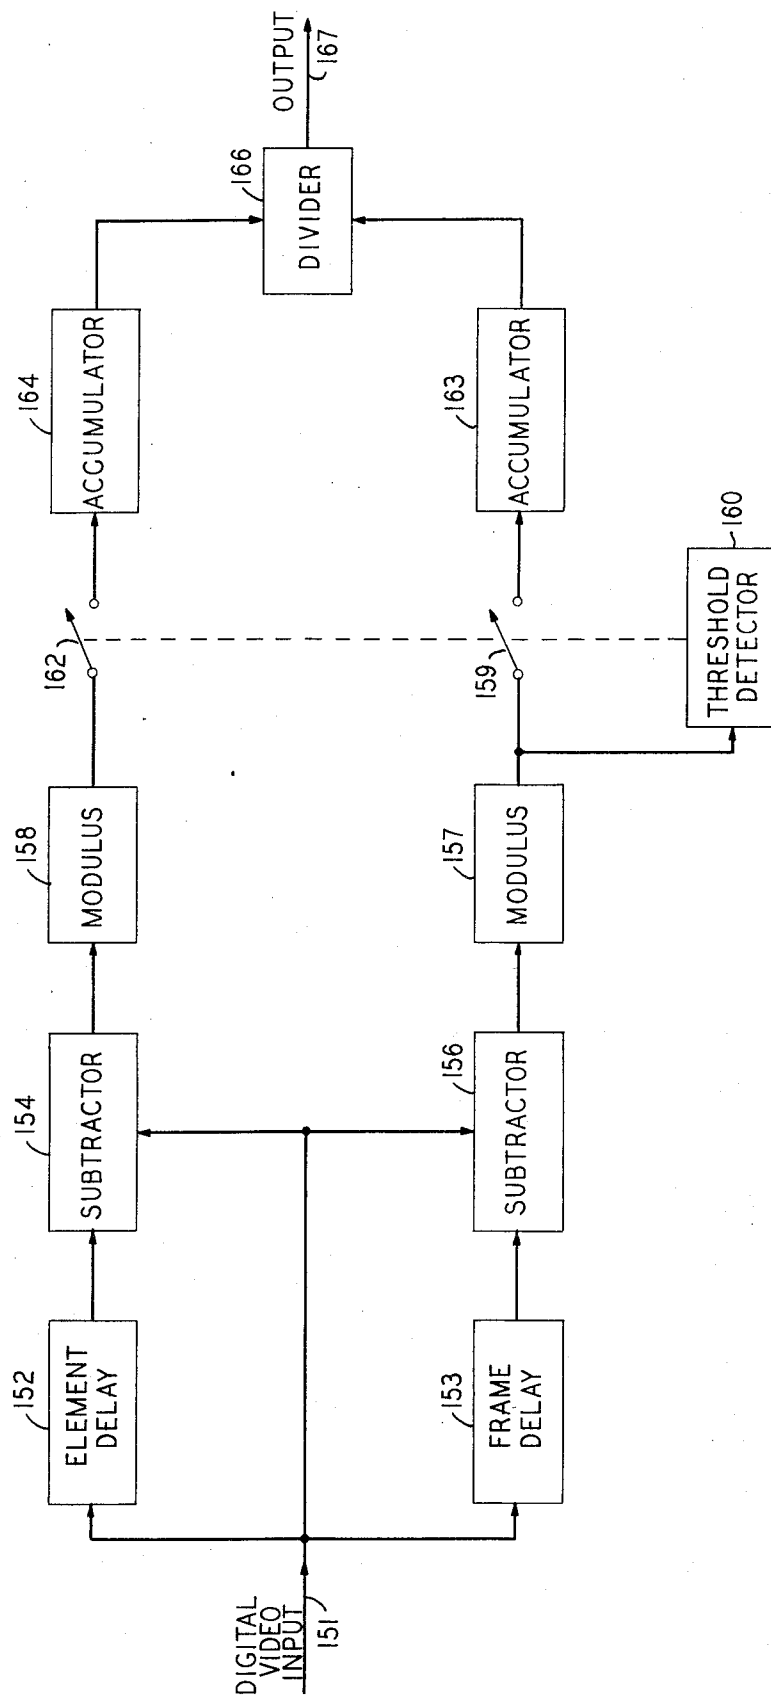 DIGITAL
VIDEO
INPUT
151
152
ELEMENT
DELAY
153
FRAME
DELAY
154
SUBTRACTOR
156
SUBTRACTOR
158
MODULUS
157
MODULUS
162
159
160
THRESHOLD
DETECTOR
164
ACCUMULATOR
163
ACCUMULATOR
166
DIVIDER
OUTPUT
167